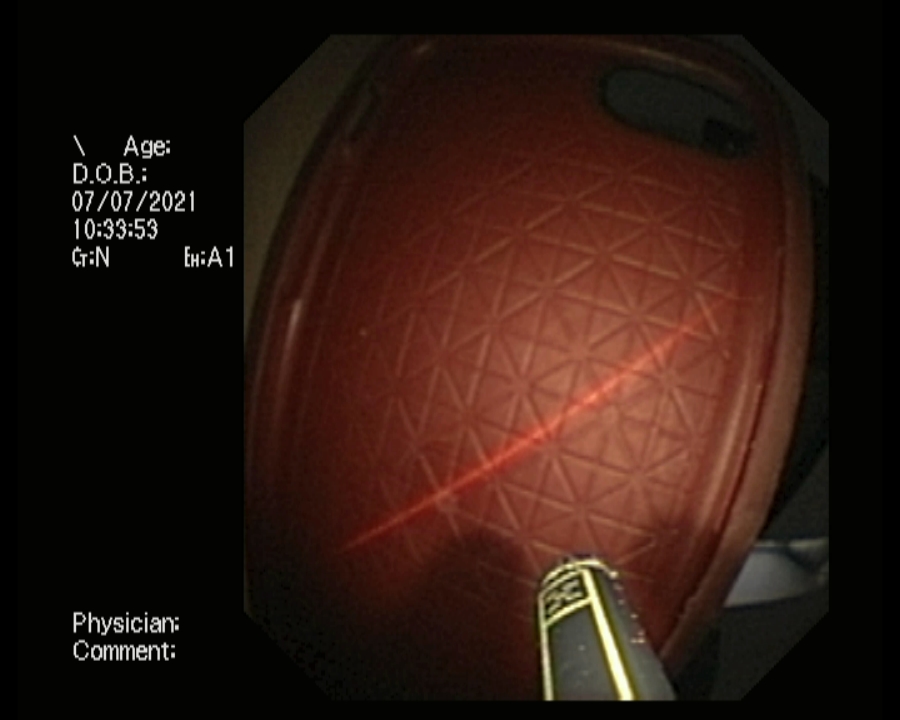 \ Age:
D.O.B.:
07/07/2021
10:33:53
Cr:N Eh:A1
Physician:
Comment: